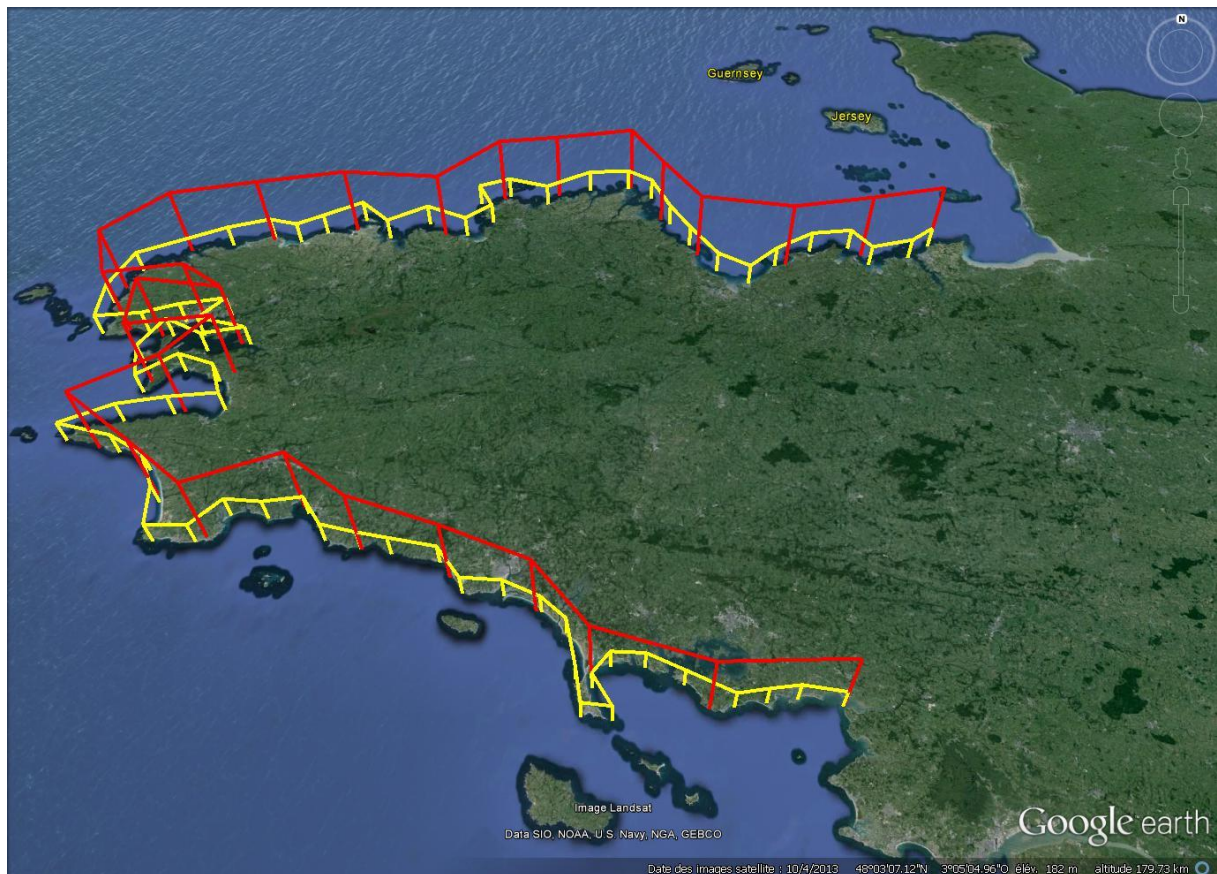 N
Guernsey
Jersey
Image Landsat
Data SIO, NOAA, U.S. Navy, NGA, GEBCO
Google earth
Date des images satellite : 10/4/2013 48°03'07.12"N 3°05'04.96"O élév. 182 m altitude 179.73 km